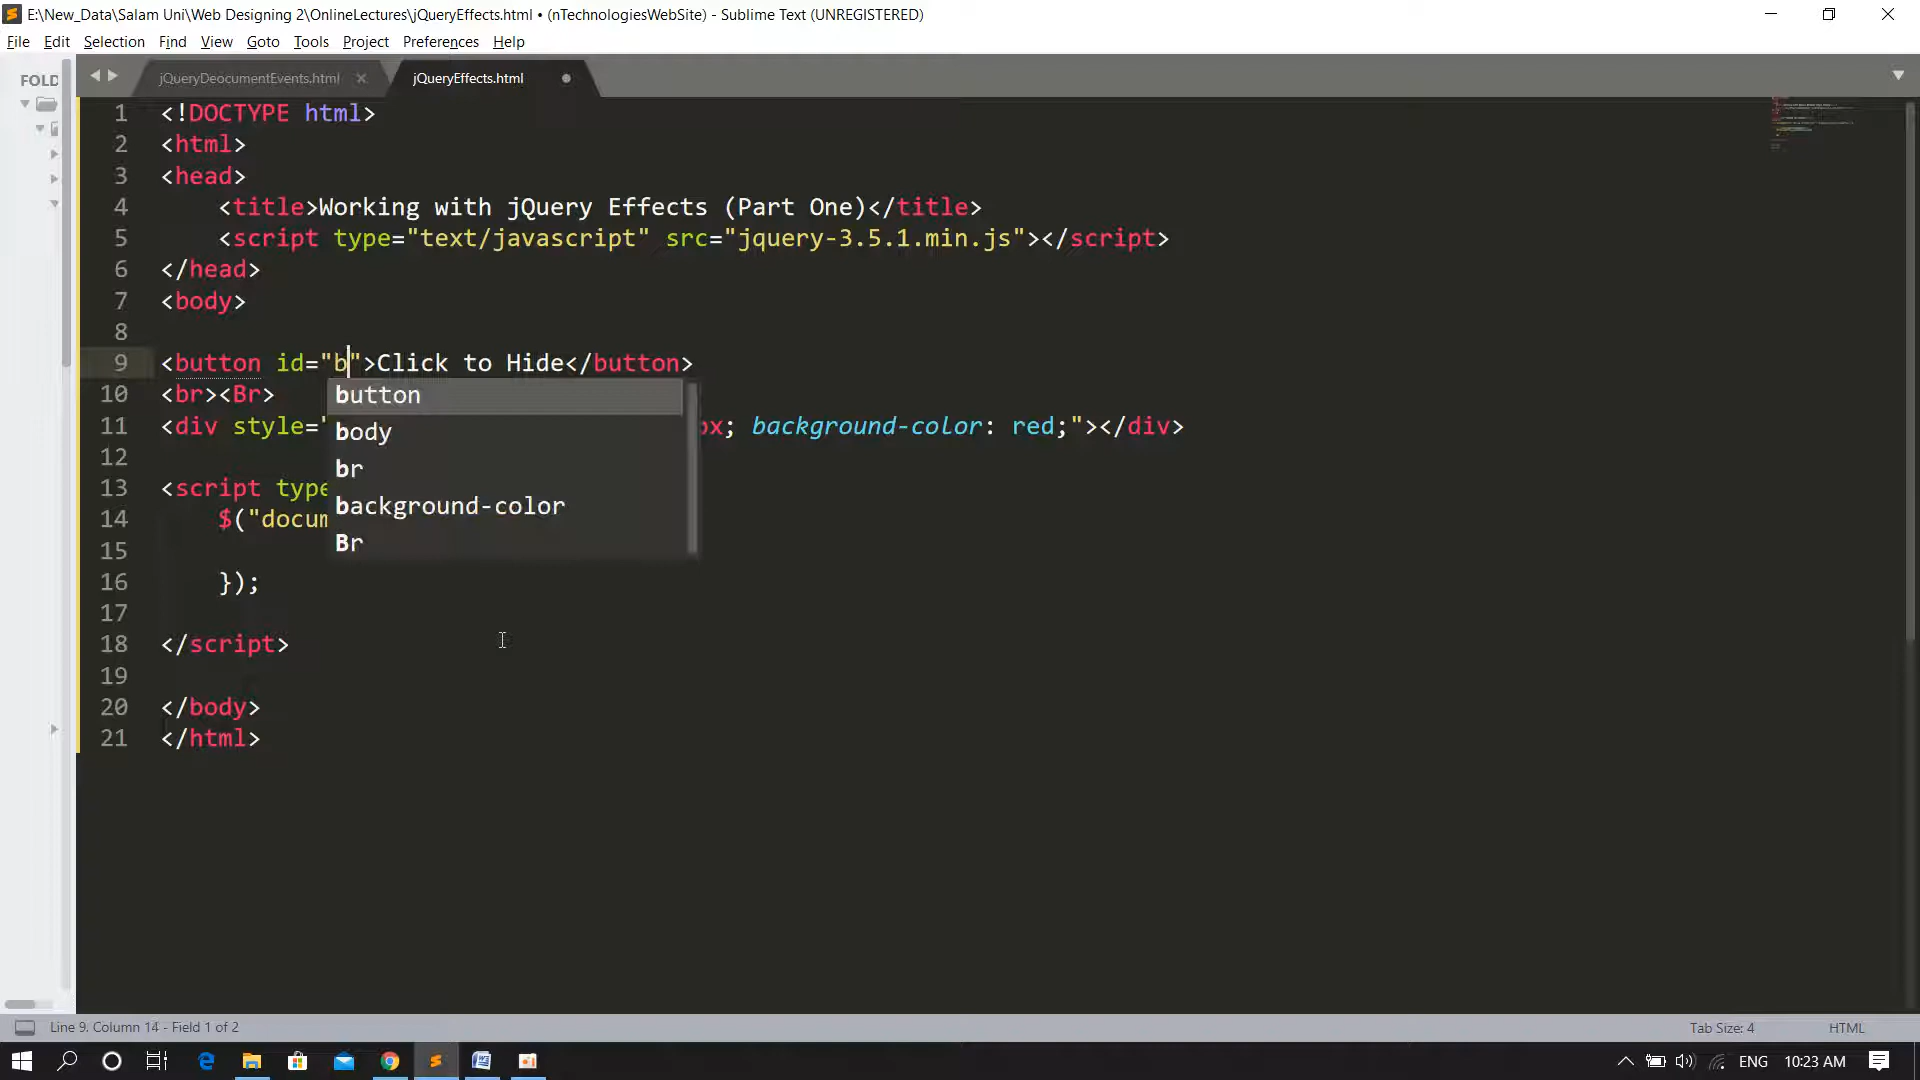 E:\New_Data\Salam Uni\Web Designing 2\OnlineLectures\jQueryEffects.html • (nTechnologiesWebSite) - Sublime Text (UNREGISTERED)
File Edit Selection Find View Goto Tools Project Preferences Help
FOLD
jQueryDeocumentEvents.html
jQueryEffects.html
1 <!DOCTYPE html>
2 <html>
3 <head>
4 <title>Working with jQuery Effects (Part One)</title>
5 <script type="text/javascript" src="jquery-3.5.1.min.js"></script>
6 </head>
7 <body>
8
9 <button id="b">Click to Hide</button>
10 <br><Br>
button
11 <div style=" px; background-color: red;"></div>
body
12
br
13 <script type
background-color
14 $("docum
Br
15
16 });
17
18 </script>
19
20 </body>
21 </html>
Line 9, Column 14 - Field 1 of 2
Tab Size: 4
HTML
ENG
10:23 AM